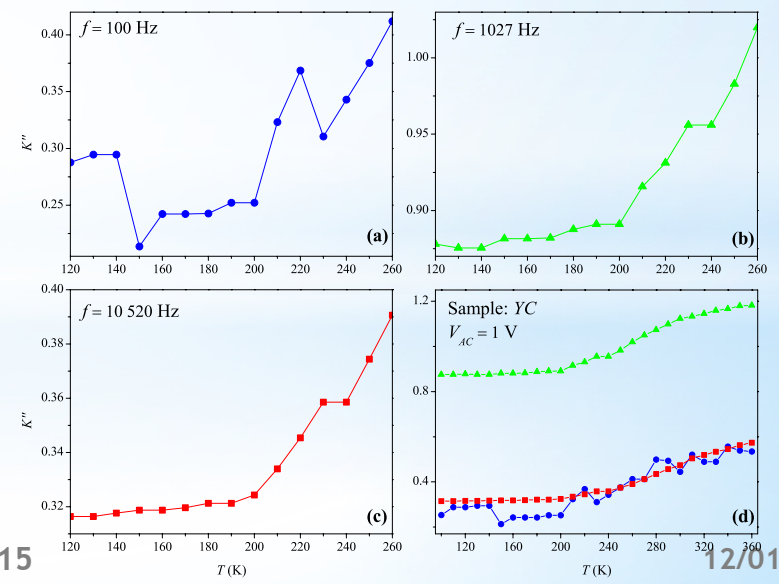 f = 100 Hz
0.40
0.35
0.30
0.25
K''
(a)
120 140 160 180 200 220 240 260
f = 1027 Hz
1.00
0.95
0.90
(b)
120 140 160 180 200 220 240 260
f = 10 520 Hz
0.40
0.38
0.36
0.34
0.32
K''
(c)
120 140 160 180 200 220 240 260
T (K)
Sample: YC
V_AC = 1 V
1.2
0.8
0.4
(d)
120 160 200 240 280 320 360
T (K)
15
12/01